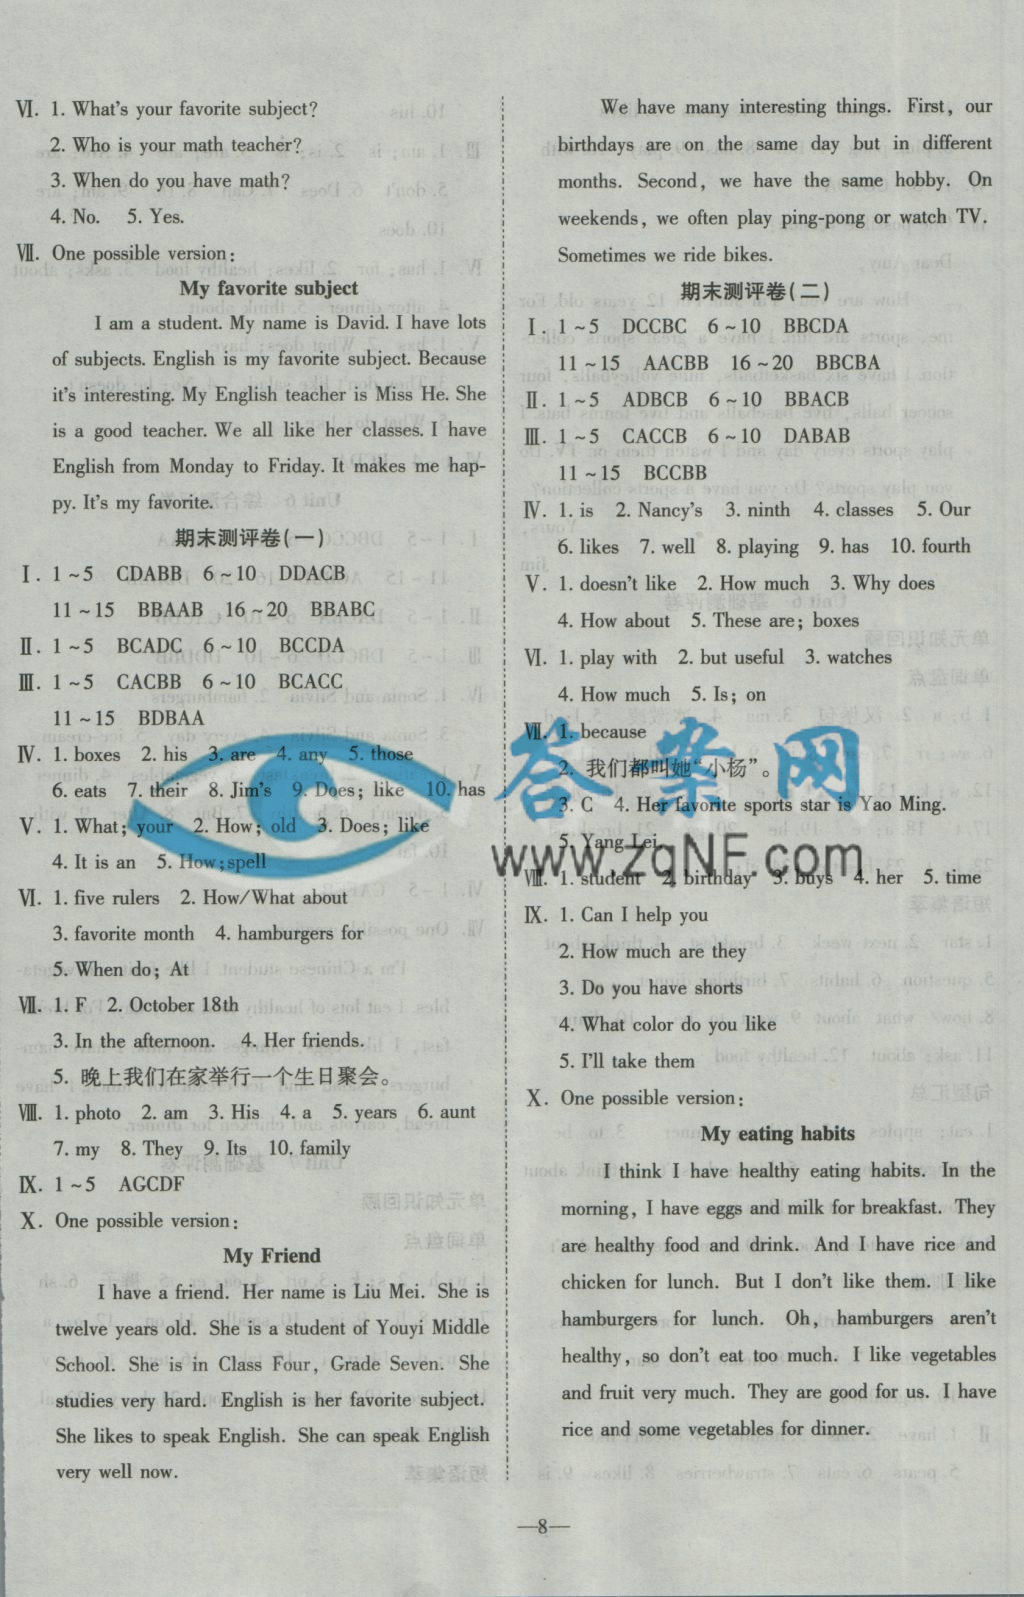 Ⅵ. 1. What's your favorite subject?
2. Who is your math teacher?
3. When do you have math?
4. No. 5. Yes.
Ⅶ. One possible version:
My favorite subject
I am a student. My name is David. I have lots
of subjects. English is my favorite subject. Because
it's interesting. My English teacher is Miss He. She
is a good teacher. We all like her classes. I have
English from Monday to Friday. It makes me hap-
py. It's my favorite.
期末测评卷(一)
Ⅰ. 1~5 CDABB 6~10 DDACB
11~15 BBAAB 16~20 BBABC
Ⅱ. 1~5 BCADC 6~10 BCCDA
Ⅲ. 1~5 CACBB 6~10 BCACC
11~15 BDBAA
Ⅳ. 1. boxes 2. his 3. are 4. any 5. those
6. eats 7. their 8. Jim's 9. Does; like 10. has
Ⅴ. 1. What; your 2. How; old 3. Does; like
4. It is an 5. How; spell
Ⅵ. 1. five rulers 2. How/What about
3. favorite month 4. hamburgers for
5. When do; At
Ⅶ. 1. F 2. October 18th
3. In the afternoon. 4. Her friends.
5. 晚上我们在家举行一个生日聚会。
Ⅷ. 1. photo 2. am 3. His 4. a 5. years 6. aunt
7. my 8. They 9. Its 10. family
Ⅸ. 1~5 AGCDF
Ⅹ. One possible version:
My Friend
I have a friend. Her name is Liu Mei. She is
twelve years old. She is a student of Youyi Middle
School. She is in Class Four, Grade Seven. She
studies very hard. English is her favorite subject.
She likes to speak English. She can speak English
very well now.
We have many interesting things. First, our
birthdays are on the same day but in different
months. Second, we have the same hobby. On
weekends, we often play ping-pong or watch TV.
Sometimes we ride bikes.
期末测评卷(二)
Ⅰ. 1~5 DCCBC 6~10 BBCDA
11~15 AACBB 16~20 BBCBA
Ⅱ. 1~5 ADBCB 6~10 BBACB
Ⅲ. 1~5 CACCB 6~10 DABAB
11~15 BCCBB
Ⅳ. 1. is 2. Nancy's 3. ninth 4. classes 5. Our
6. likes 7. well 8. playing 9. has 10. fourth
Ⅴ. 1. doesn't like 2. How much 3. Why does
4. How about 5. These are; boxes
Ⅵ. 1. play with 2. but useful 3. watches
4. How much 5. Is; on
Ⅶ. 1. because
2. 我们都叫她“小杨”。
3. C 4. Her favorite sports star is Yao Ming.
5. Yang Lei.
Ⅷ. 1. student 2. birthday 3. buys 4. her 5. time
Ⅸ. 1. Can I help you
2. How much are they
3. Do you have shorts
4. What color do you like
5. I'll take them
Ⅹ. One possible version:
My eating habits
I think I have healthy eating habits. In the
morning, I have eggs and milk for breakfast. They
are healthy food and drink. And I have rice and
chicken for lunch. But I don't like them. I like
hamburgers for lunch. Oh, hamburgers aren't
healthy, so don't eat too much. I like vegetables
and fruit very much. They are good for us. I have
rice and some vegetables for dinner.
答案网
www.zqNF.com
—8—